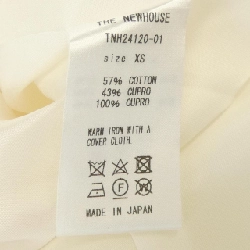 THE NEWHOUSE
TNH24120-01
size XS
57% COTTON
43% CUPRO
100% CUPRO
WARM IRON WITH A
COVER CLOTH.
MADE IN JAPAN